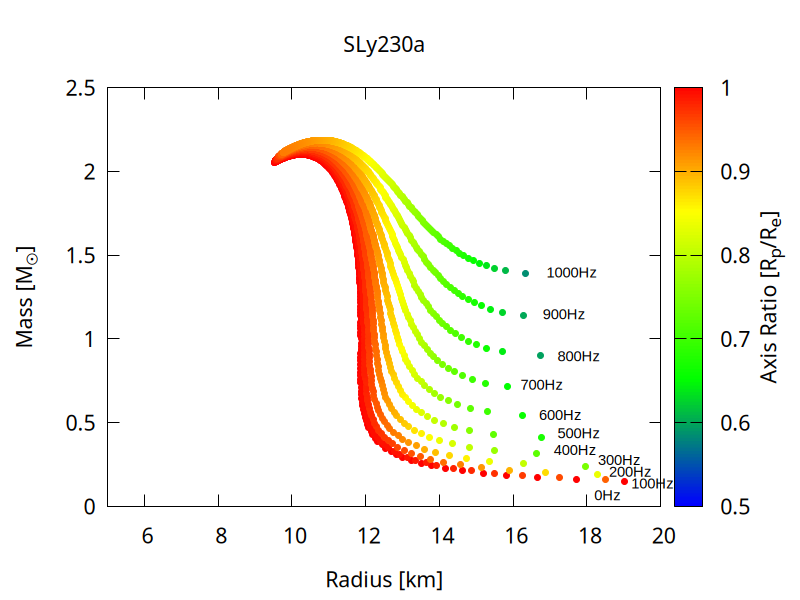 SLy230a
2.5
2
1.5
1
0.5
0
Mass [M☉]
6
8
10
12
14
16
18
20
Radius [km]
1000Hz
900Hz
800Hz
700Hz
600Hz
500Hz
400Hz
300Hz
200Hz
100Hz
0Hz
1
0.9
0.8
0.7
0.6
0.5
Axis Ratio [Rp/Re]